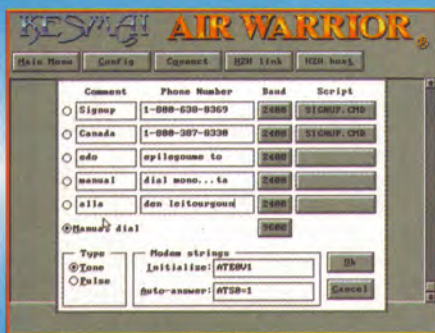 KESMAI AIR WARRIOR ®
Main Menu Config Connect H2H link H2H host
Comment Phone Number Baud Script
Signup 1-800-638-8369 2400 SIGNUP.CMD
Canada 1-800-387-8330 2400 SIGNUP.CMD
edo epilegoume to 2400
manual dial mono...ta 2400
alla den leitourgoun 2400
Manual dial 9600
Type Modem strings
Tone Initialize: ATE0V1 Ok
Pulse
Auto-answer: ATS0=1 Cancel